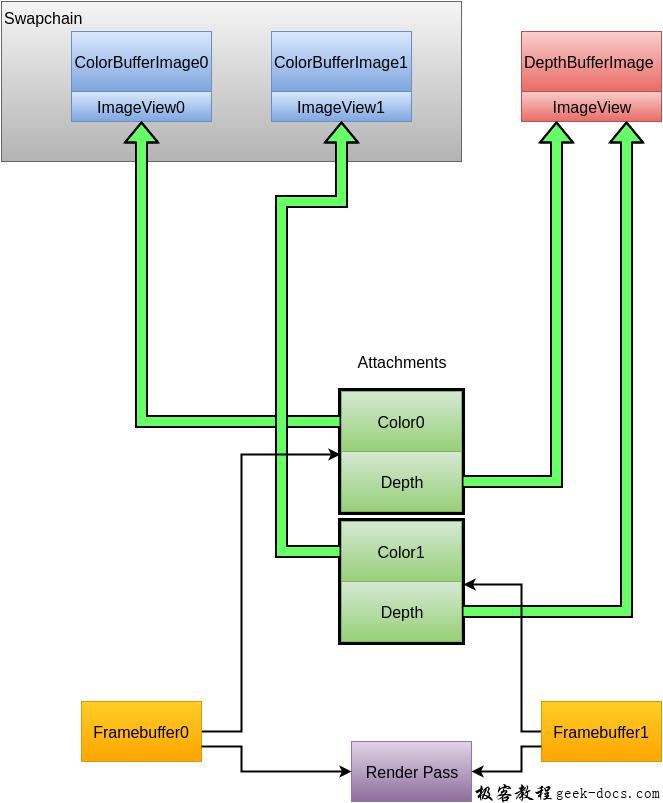 Swapchain
ColorBufferImage0
ColorBufferImage1
DepthBufferImage
ImageView0
ImageView1
ImageView
Attachments
Color0
Depth
Color1
Depth
Framebuffer0
Framebuffer1
Render Pass
极客教程 geek-docs.com